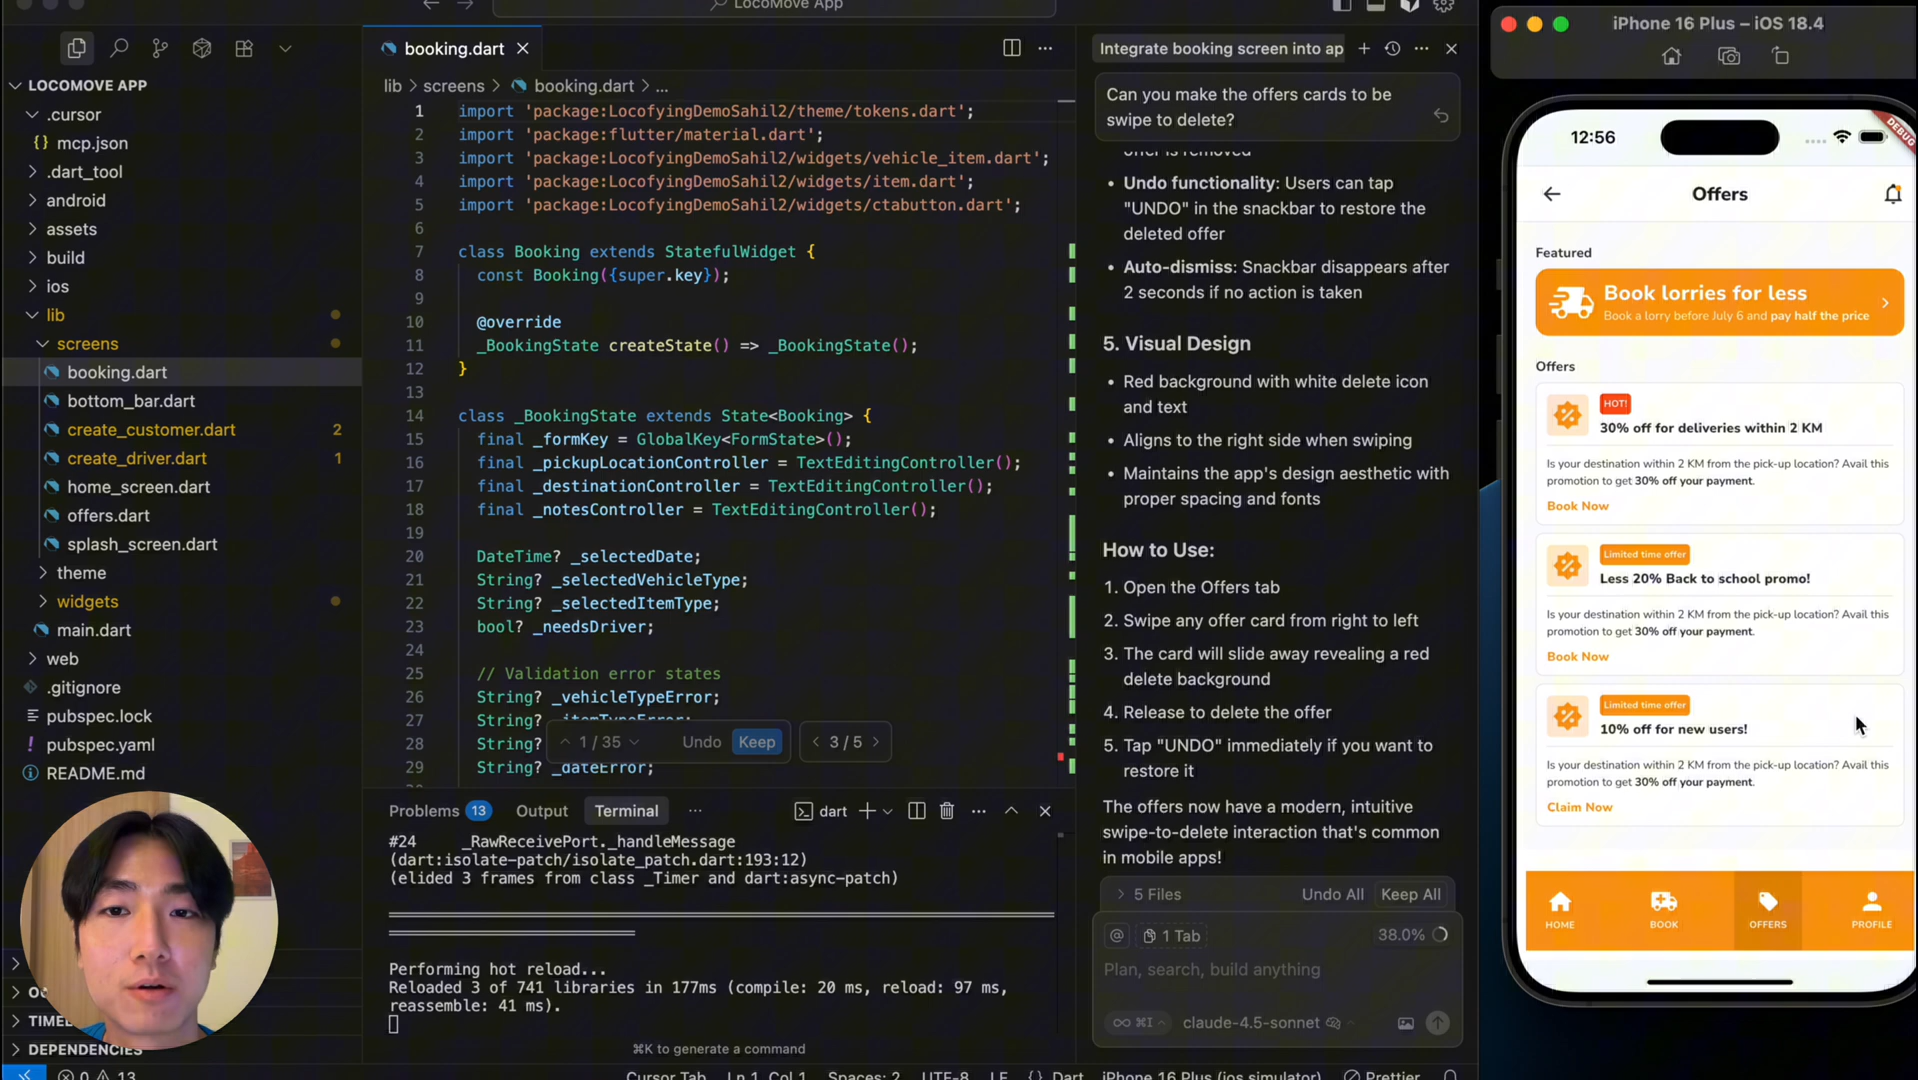 LocoMove App
LOCOMOVE APP
.cursor
mcp.json
.dart_tool
android
assets
build
ios
lib
screens
booking.dart
bottom_bar.dart
create_customer.dart 2
create_driver.dart 1
home_screen.dart
offers.dart
splash_screen.dart
theme
widgets
main.dart
web
.gitignore
pubspec.lock
pubspec.yaml
README.md
TIMEL
DEPENDENCIES
booking.dart
lib > screens > booking.dart > ...
1 import 'package:LocofyingDemoSahil2/theme/tokens.dart';
2 import 'package:flutter/material.dart';
3 import 'package:LocofyingDemoSahil2/widgets/vehicle_item.dart';
4 import 'package:LocofyingDemoSahil2/widgets/item.dart';
5 import 'package:LocofyingDemoSahil2/widgets/ctabutton.dart';
6
7 class Booking extends StatefulWidget {
8 const Booking({super.key});
9
10 @override
11 _BookingState createState() => _BookingState();
12 }
13
14 class _BookingState extends State<Booking> {
15 final _formKey = GlobalKey<FormState>();
16 final _pickupLocationController = TextEditingController();
17 final _destinationController = TextEditingController();
18 final _notesController = TextEditingController();
19
20 DateTime? _selectedDate;
21 String? _selectedVehicleType;
22 String? _selectedItemType;
23 bool? _needsDriver;
24
25 // Validation error states
26 String? _vehicleTypeError;
27 String? _itemTypeError;
28 String?
29 String? _dateError;
1 / 35 Undo Keep
3 / 5
Problems 13 Output Terminal ... dart
#24 _RawReceivePort._handleMessage
(dart:isolate-patch/isolate_patch.dart:193:12)
(elided 3 frames from class _Timer and dart:async-patch)
Performing hot reload...
Reloaded 3 of 741 libraries in 177ms (compile: 20 ms, reload: 97 ms,
reassemble: 41 ms).
⌘K to generate a command
0 13
Cursor Tab Ln 1, Col 1 Spaces: 2 UTF-8 LF {} Dart iPhone 16 Plus (ios simulator) Prettier
Integrate booking screen into ap
Can you make the offers cards to be
swipe to delete?
offer is removed
• Undo functionality: Users can tap
"UNDO" in the snackbar to restore the
deleted offer
• Auto-dismiss: Snackbar disappears after
2 seconds if no action is taken
5. Visual Design
• Red background with white delete icon
and text
• Aligns to the right side when swiping
• Maintains the app's design aesthetic with
proper spacing and fonts
How to Use:
1. Open the Offers tab
2. Swipe any offer card from right to left
3. The card will slide away revealing a red
delete background
4. Release to delete the offer
5. Tap "UNDO" immediately if you want to
restore it
The offers now have a modern, intuitive
swipe-to-delete interaction that's common
in mobile apps!
5 Files Undo All Keep All
@ 1 Tab 38.0%
Plan, search, build anything
∞ ⌘I claude-4.5-sonnet
iPhone 16 Plus – iOS 18.4
12:56
DEBUG
Offers
Featured
Book lorries for less
Book a lorry before July 6 and pay half the price
Offers
HOT!
30% off for deliveries within 2 KM
Is your destination within 2 KM from the pick-up location? Avail this
promotion to get 30% off your payment.
Book Now
Limited time offer
Less 20% Back to school promo!
Is your destination within 2 KM from the pick-up location? Avail this
promotion to get 30% off your payment.
Book Now
Limited time offer
10% off for new users!
Is your destination within 2 KM from the pick-up location? Avail this
promotion to get 30% off your payment.
Claim Now
HOME
BOOK
OFFERS
PROFILE